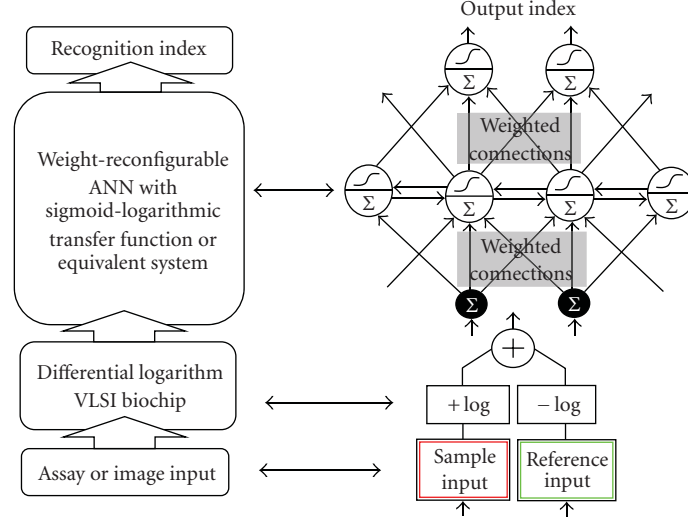 Output index
Recognition index
Σ
Σ
Weighted
connections
Weight-reconfigurable
ANN with
sigmoid-logarithmic
transfer function or
equivalent system
Σ
Σ
Σ
Σ
Weighted
connections
Σ
Σ
+
Differential logarithm
VLSI biochip
+ log
− log
Assay or image input
Sample
input
Reference
input